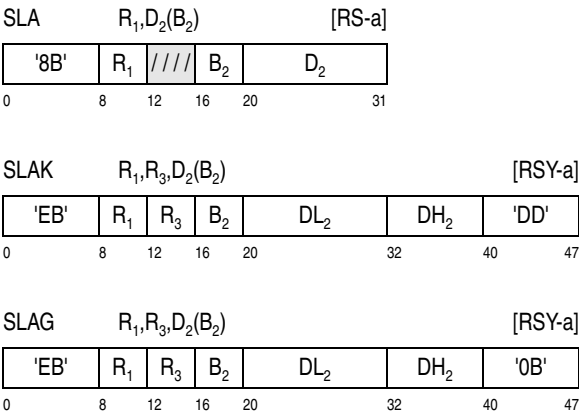 SLA R₁,D₂(B₂) [RS-a]
'8B' R₁ //// B₂ D₂
0 8 12 16 20 31
SLAK R₁,R₃,D₂(B₂) [RSY-a]
'EB' R₁ R₃ B₂ DL₂ DH₂ 'DD'
0 8 12 16 20 32 40 47
SLAG R₁,R₃,D₂(B₂) [RSY-a]
'EB' R₁ R₃ B₂ DL₂ DH₂ '0B'
0 8 12 16 20 32 40 47